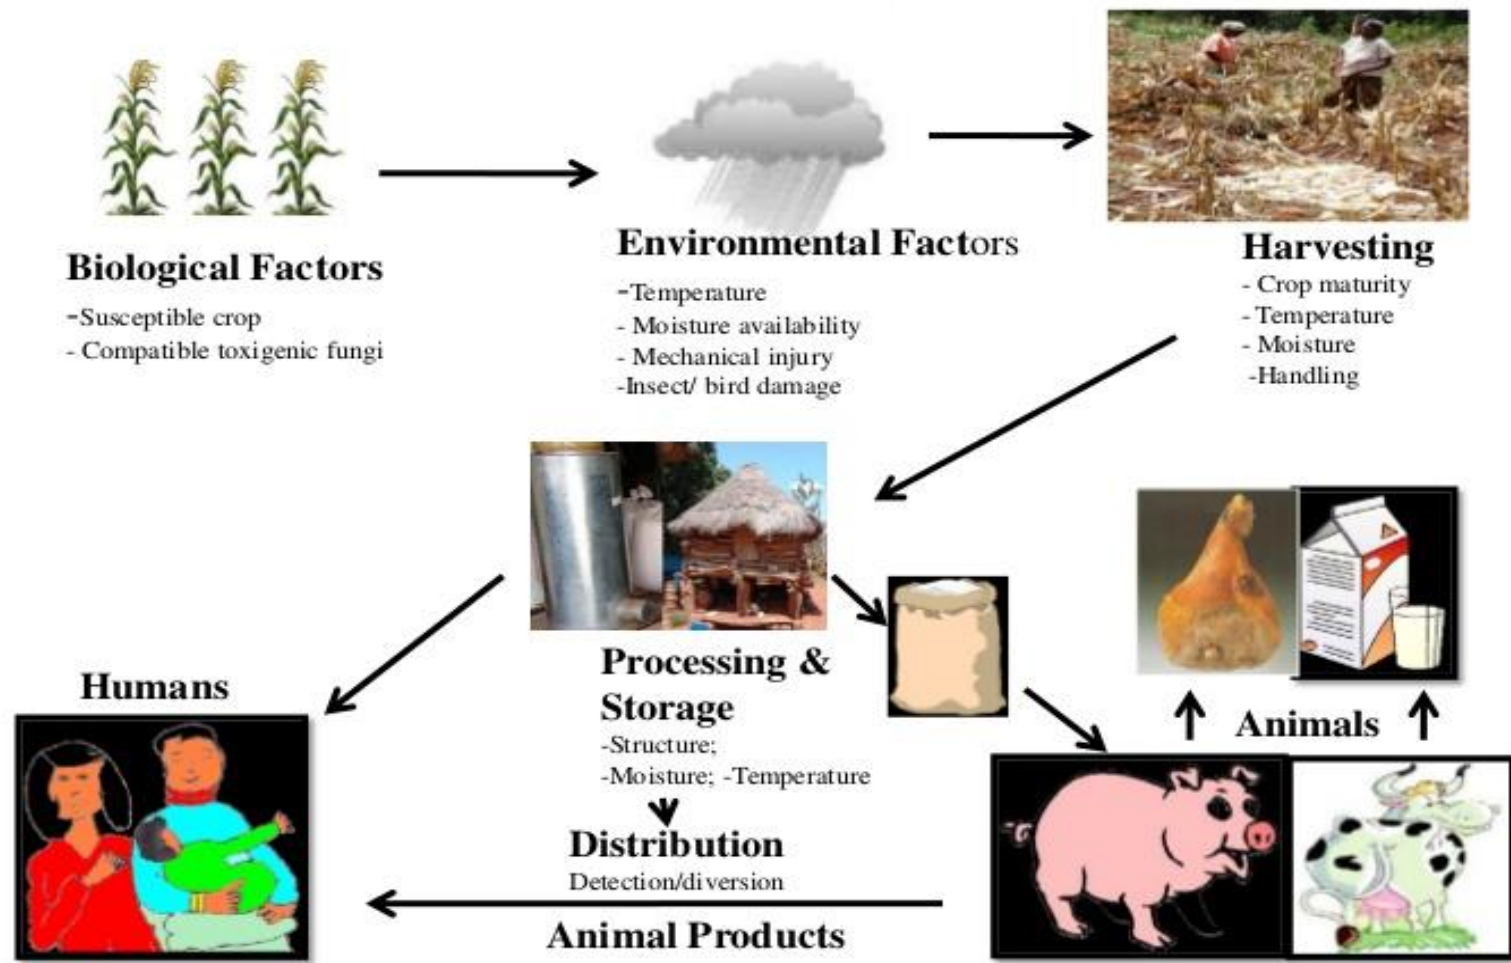 Biological Factors
-Susceptible crop
- Compatible toxigenic fungi
Environmental Factors
-Temperature
- Moisture availability
- Mechanical injury
-Insect/ bird damage
Harvesting
- Crop maturity
- Temperature
- Moisture
-Handling
Processing &
Storage
-Structure;
-Moisture; -Temperature
Humans
Animals
Distribution
Detection/diversion
Animal Products